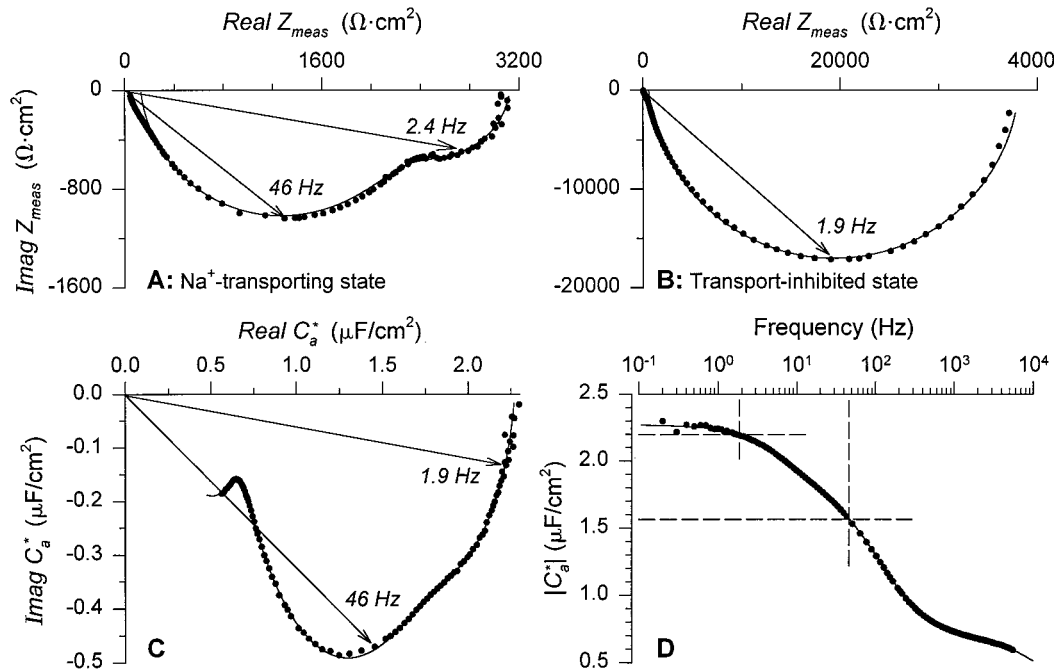 Real Z_meas (Ω·cm²)
0 1600 3200
Imag Z_meas (Ω·cm²)
0
-800
-1600
2.4 Hz
46 Hz
A: Na⁺-transporting state
Real Z_meas (Ω·cm²)
0 20000 4000
0
-10000
-20000
1.9 Hz
B: Transport-inhibited state
Real C_a* (μF/cm²)
0.0 0.5 1.0 1.5 2.0
Imag C_a* (μF/cm²)
0.0
-0.1
-0.2
-0.3
-0.4
-0.5
1.9 Hz
46 Hz
C
Frequency (Hz)
10⁻¹ 10⁰ 10¹ 10² 10³ 10⁴
|C_a*| (μF/cm²)
2.5
2.0
1.5
1.0
0.5
D